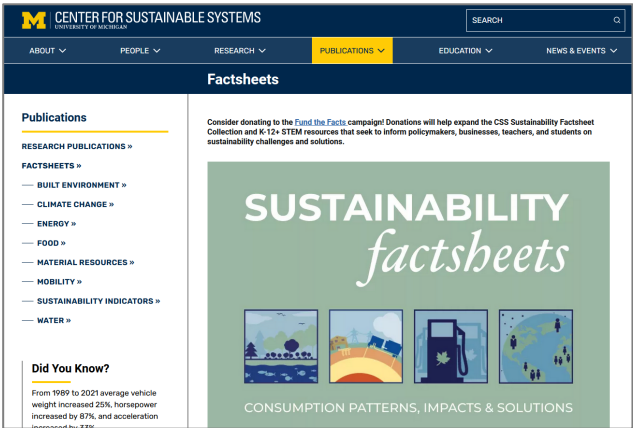 M CENTER FOR SUSTAINABLE SYSTEMS
UNIVERSITY OF MICHIGAN
SEARCH
ABOUT PEOPLE RESEARCH PUBLICATIONS EDUCATION NEWS & EVENTS
Factsheets
Publications
RESEARCH PUBLICATIONS »
FACTSHEETS »
— BUILT ENVIRONMENT »
— CLIMATE CHANGE »
— ENERGY »
— FOOD »
— MATERIAL RESOURCES »
— MOBILITY »
— SUSTAINABILITY INDICATORS »
— WATER »
Did You Know?
From 1989 to 2021 average vehicle
weight increased 25%, horsepower
increased by 87%, and acceleration
increased by 33%
Consider donating to the Fund the Facts campaign! Donations will help expand the CSS Sustainability Factsheet
Collection and K-12+ STEM resources that seek to inform policymakers, businesses, teachers, and students on
sustainability challenges and solutions.
SUSTAINABILITY
factsheets
CONSUMPTION PATTERNS, IMPACTS & SOLUTIONS